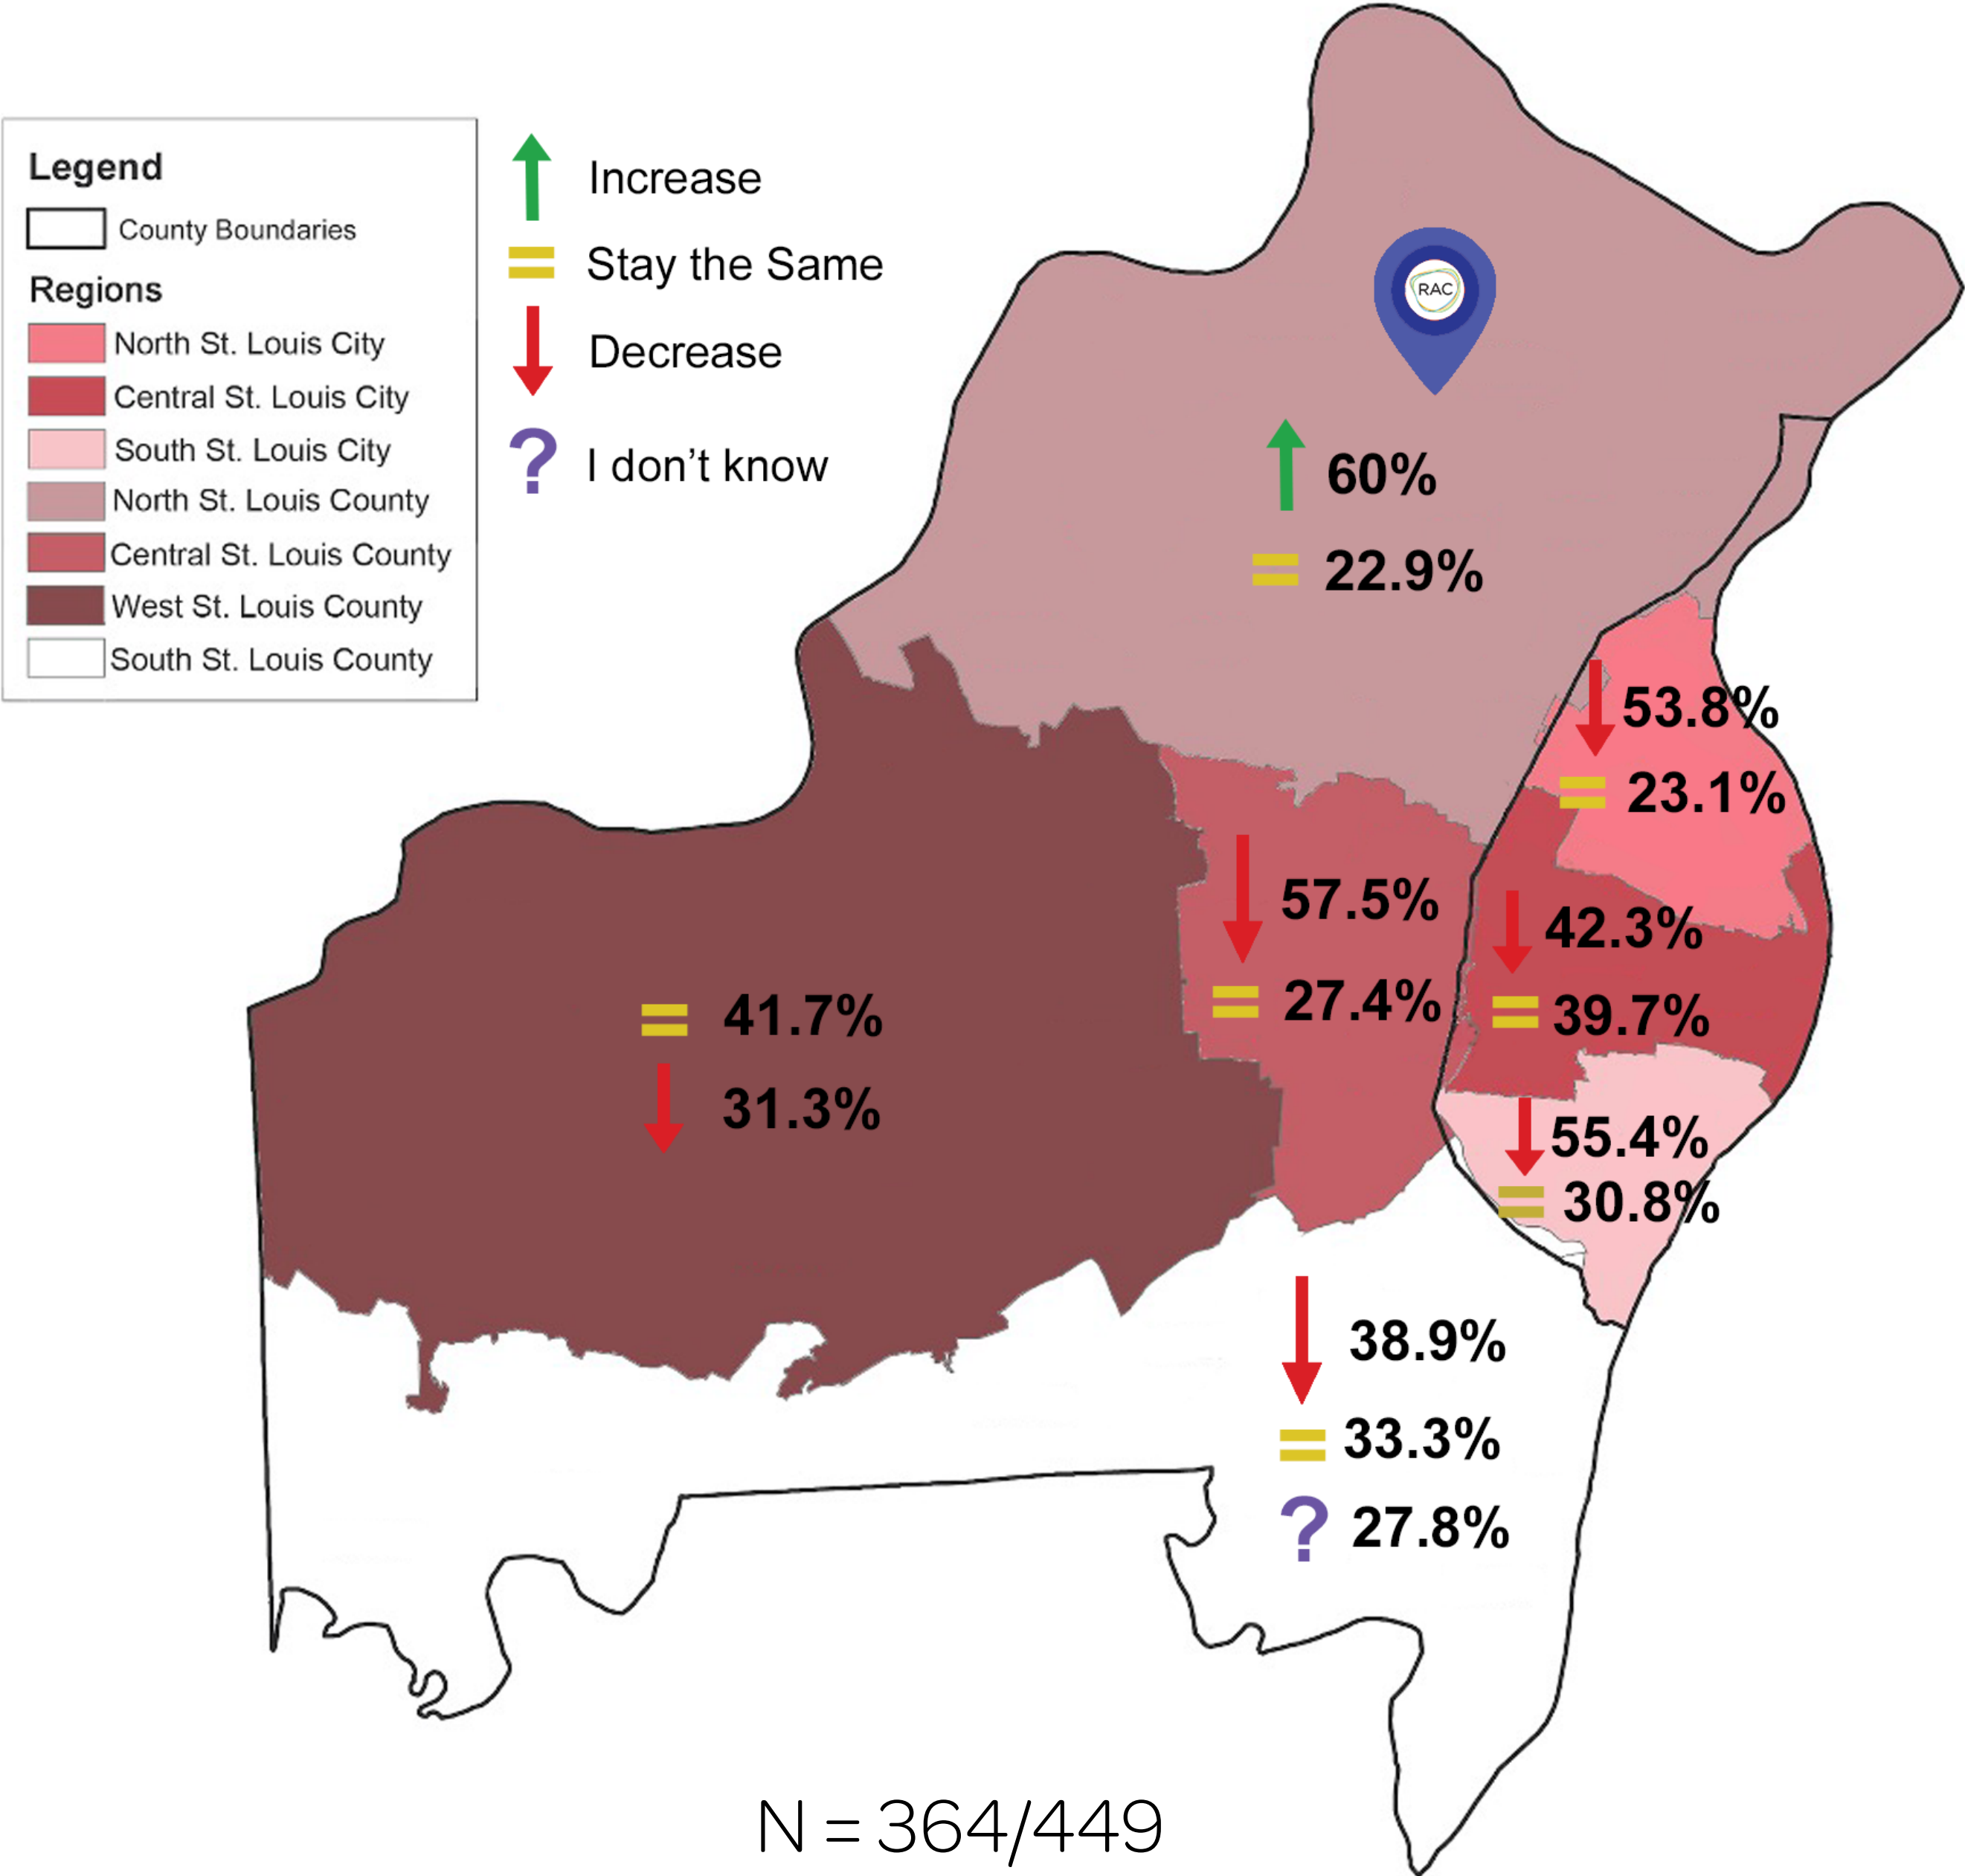 Legend
County Boundaries
Regions
North St. Louis City
Central St. Louis City
South St. Louis City
North St. Louis County
Central St. Louis County
West St. Louis County
South St. Louis County
Increase
= Stay the Same
Decrease
? I don't know
RAC
60%
= 22.9%
53.8%
= 23.1%
57.5%
= 27.4%
42.3%
= 39.7%
= 41.7%
31.3%
55.4%
= 30.8%
38.9%
= 33.3%
? 27.8%
N = 364/449